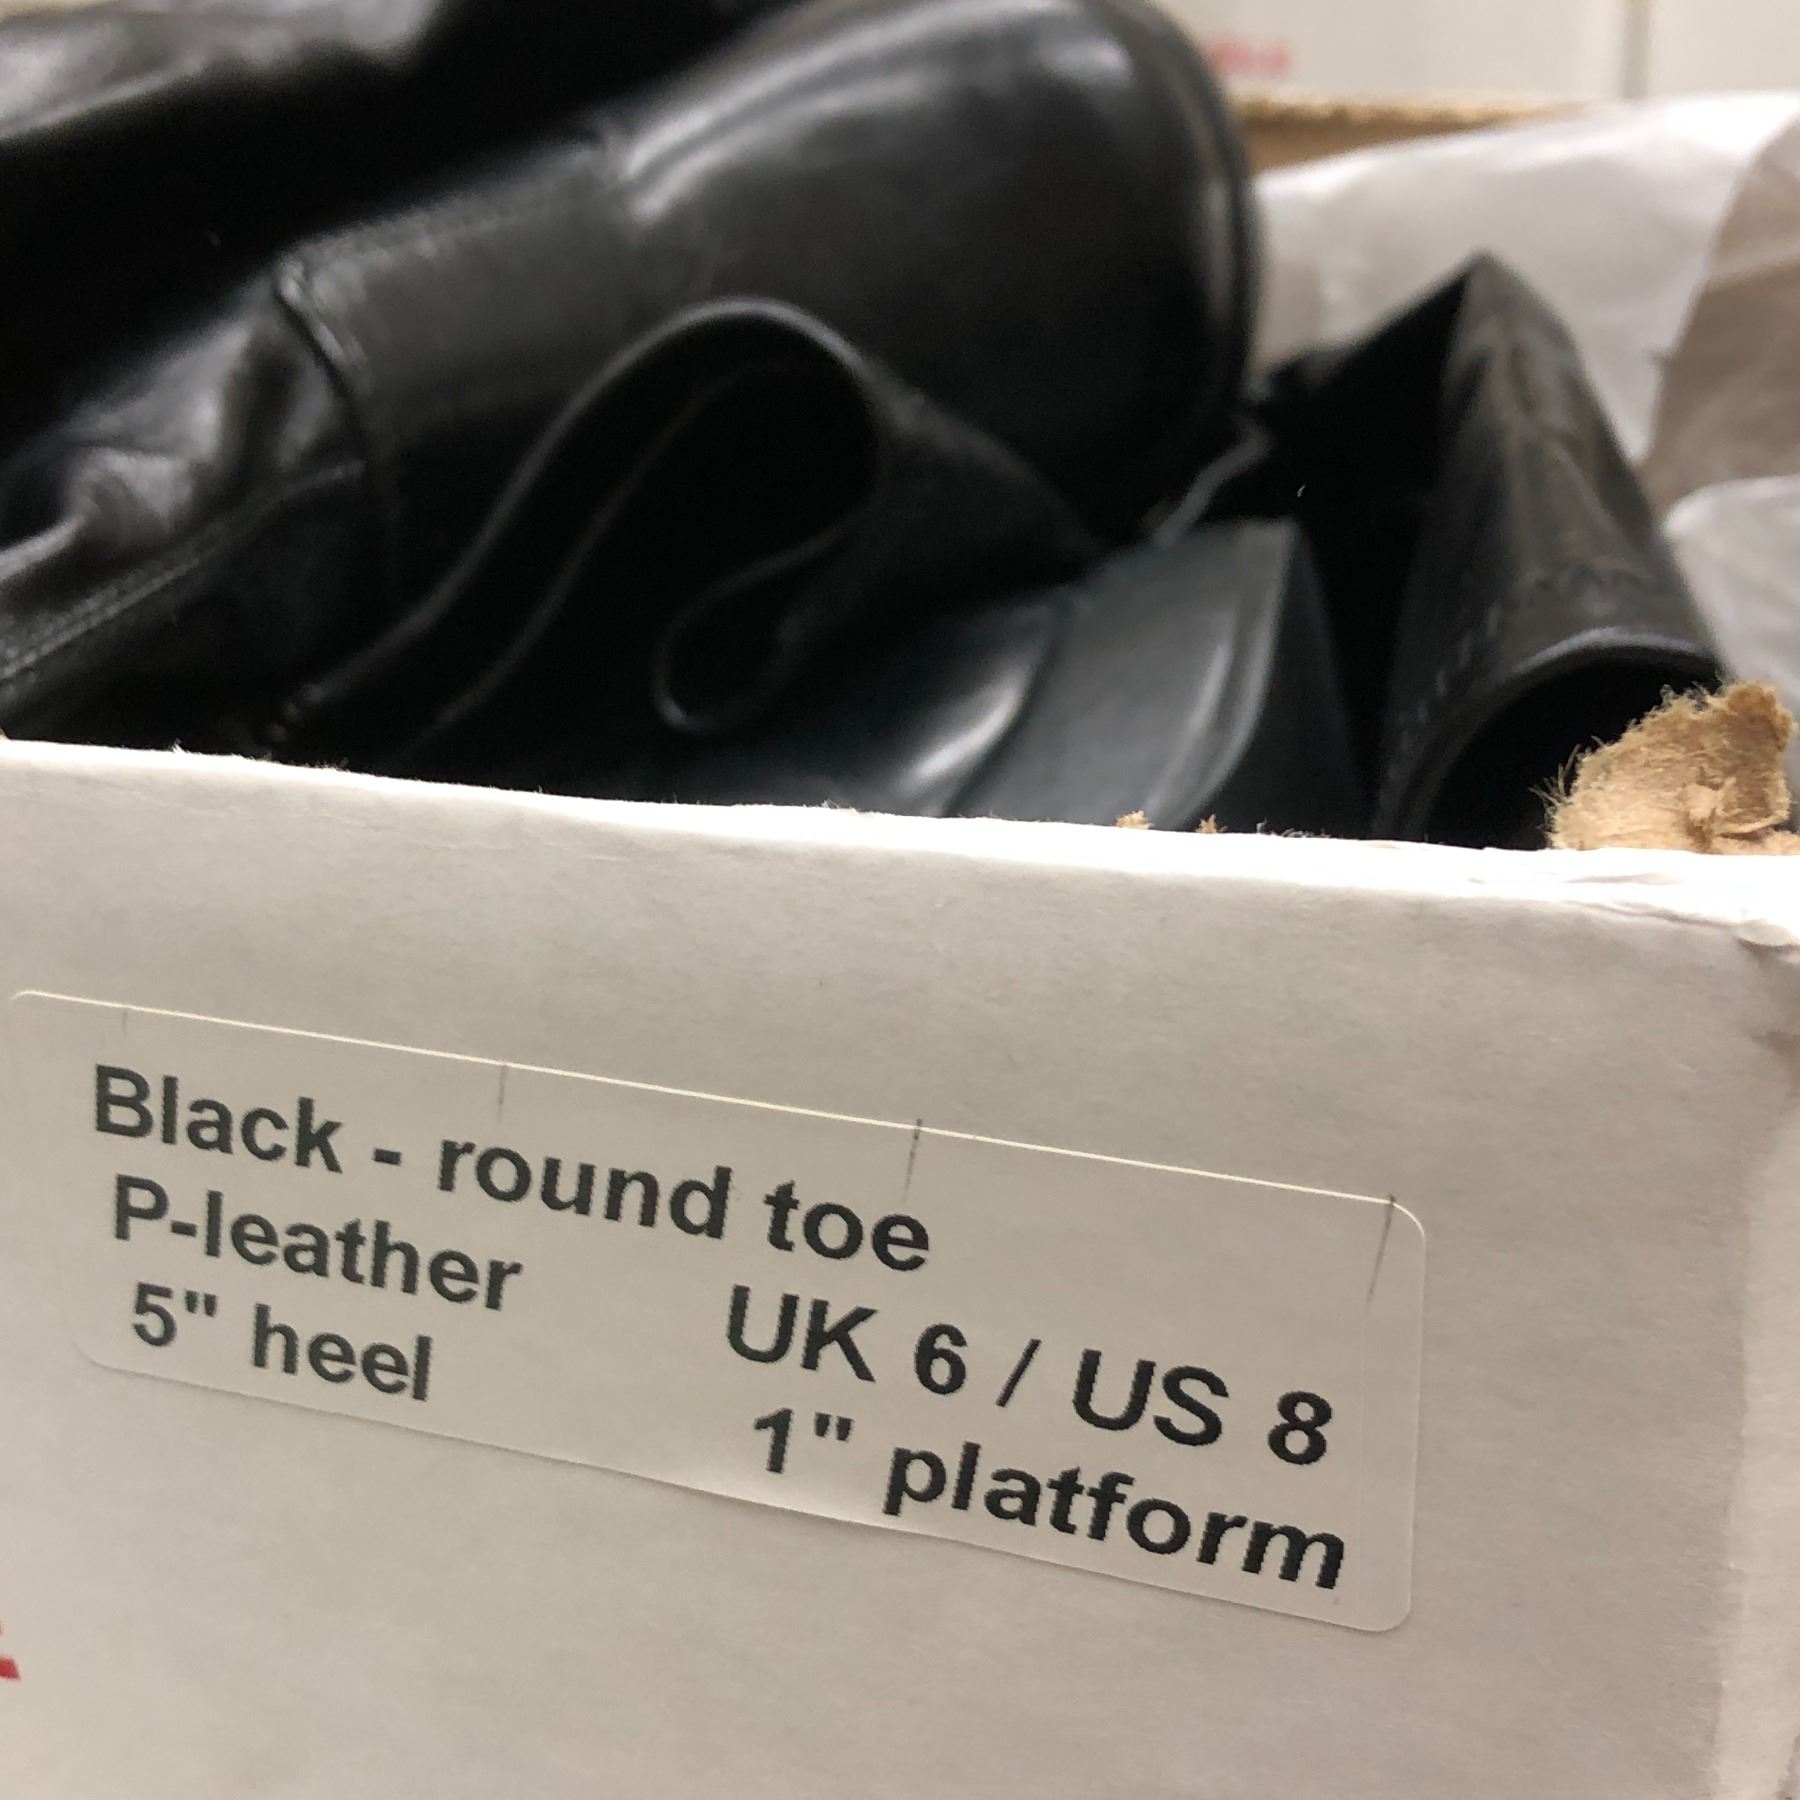 Black - round toe
P-leather UK 6 / US 8
5" heel 1" platform